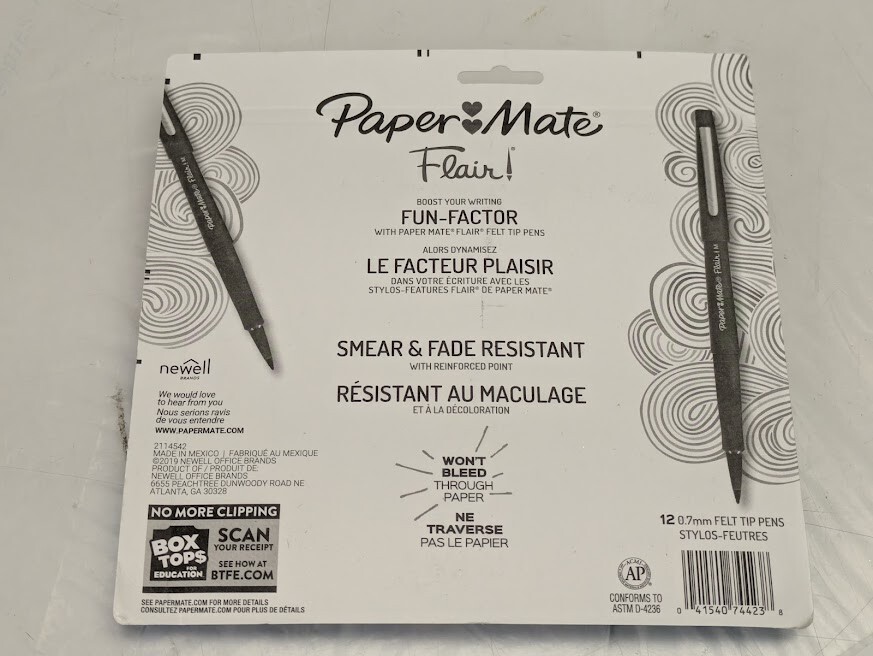 Paper Mate®
Flair
BOOST YOUR WRITING
FUN-FACTOR
WITH PAPER MATE® FLAIR® FELT TIP PENS
ALORS DYNAMISEZ
LE FACTEUR PLAISIR
DANS VOTRE ÉCRITURE AVEC LES
STYLOS-FEATURES FLAIR® DE PAPER MATE®
SMEAR & FADE RESISTANT
WITH REINFORCED POINT
RÉSISTANT AU MACULAGE
ET À LA DÉCOLORATION
WON'T
BLEED
THROUGH
PAPER
NE
TRAVERSE
PAS LE PAPIER
Paper Mate® Flair. M
Paper Mate® Flair. M
newell
BRANDS
We would love
to hear from you
Nous serions ravis
de vous entendre
WWW.PAPERMATE.COM
2114542
MADE IN MEXICO | FABRIQUÉ AU MEXIQUE
©2019 NEWELL OFFICE BRANDS
PRODUCT OF / PRODUIT DE:
NEWELL OFFICE BRANDS
6655 PEACHTREE DUNWOODY ROAD NE
ATLANTA, GA 30328
NO MORE CLIPPING
BOX
TOPS
FOR
EDUCATION
SCAN
YOUR RECEIPT
SEE HOW AT
BTFE.COM
SEE PAPERMATE.COM FOR MORE DETAILS
CONSULTEZ PAPERMATE.COM POUR PLUS DE DÉTAILS
12 0.7mm FELT TIP PENS
STYLOS-FEUTRES
ACMI
AP
CONFORMS TO
ASTM D-4236
0 41540 74423 8